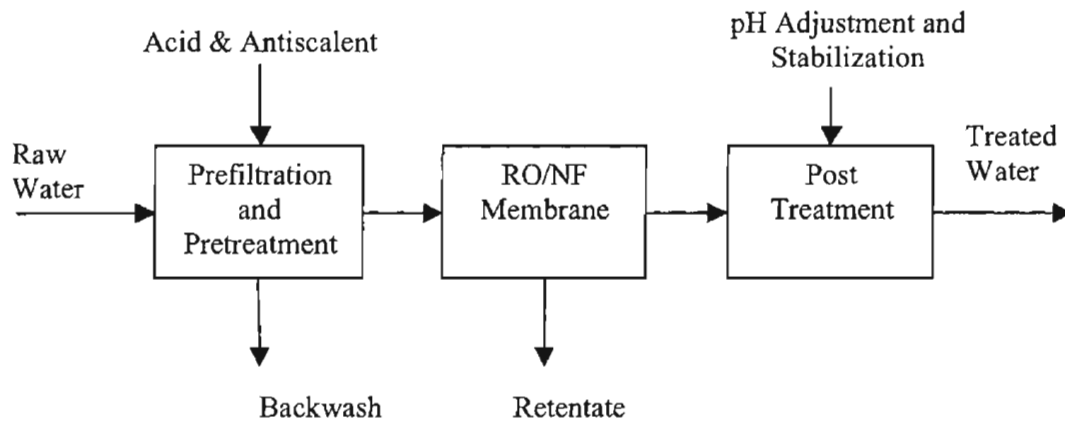 Acid & Antiscalent
pH Adjustment and
Stabilization
Raw
Water
Prefiltration
and
Pretreatment
RO/NF
Membrane
Post
Treatment
Treated
Water
Backwash
Retentate